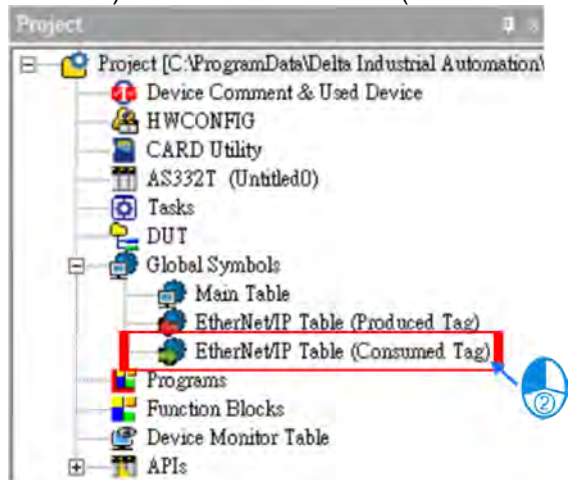 Project
Project [C:\ProgramData\Delta Industrial Automation\
Device Comment & Used Device
HWCONFIG
CARD Utility
AS332T (Untitled0)
Tasks
DUT
Global Symbols
Main Table
EtherNet/IP Table (Produced Tag)
EtherNet/IP Table (Consumed Tag)
②
Programs
Function Blocks
Device Monitor Table
APIs